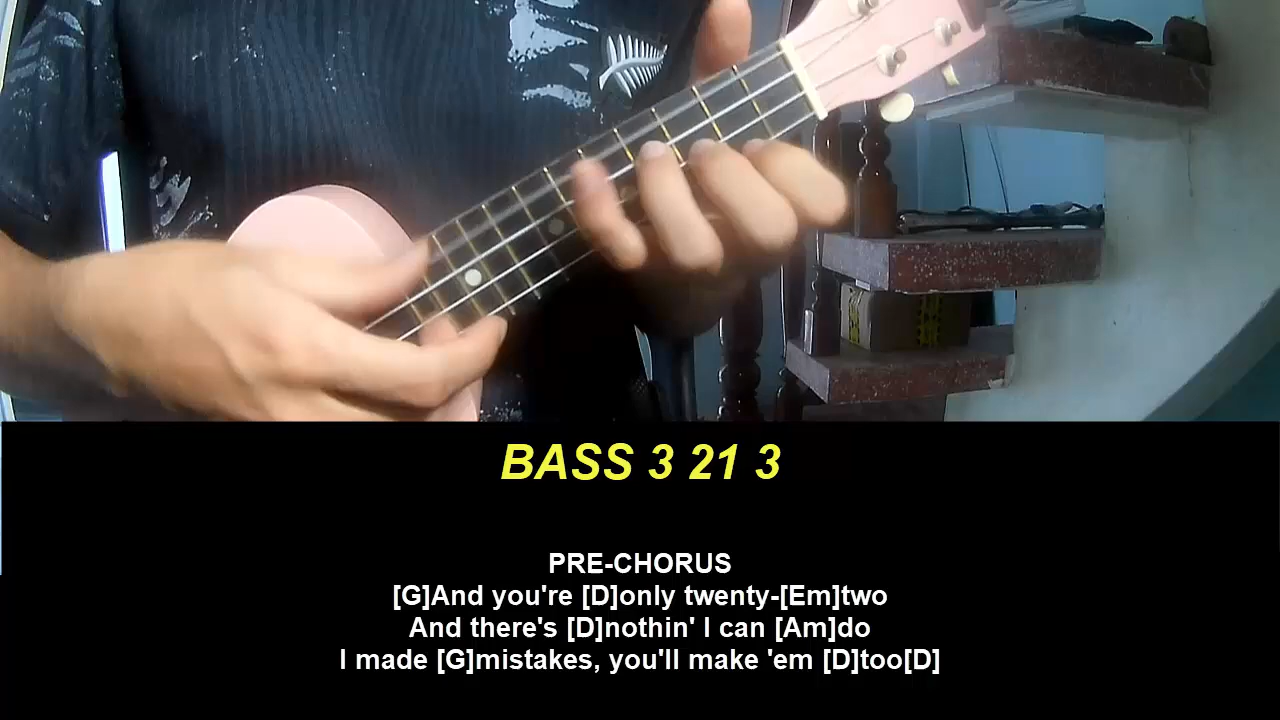 BASS 3 21 3
PRE-CHORUS
[G]And you're [D]only twenty-[Em]two
And there's [D]nothin' I can [Am]do
I made [G]mistakes, you'll make 'em [D]too[D]